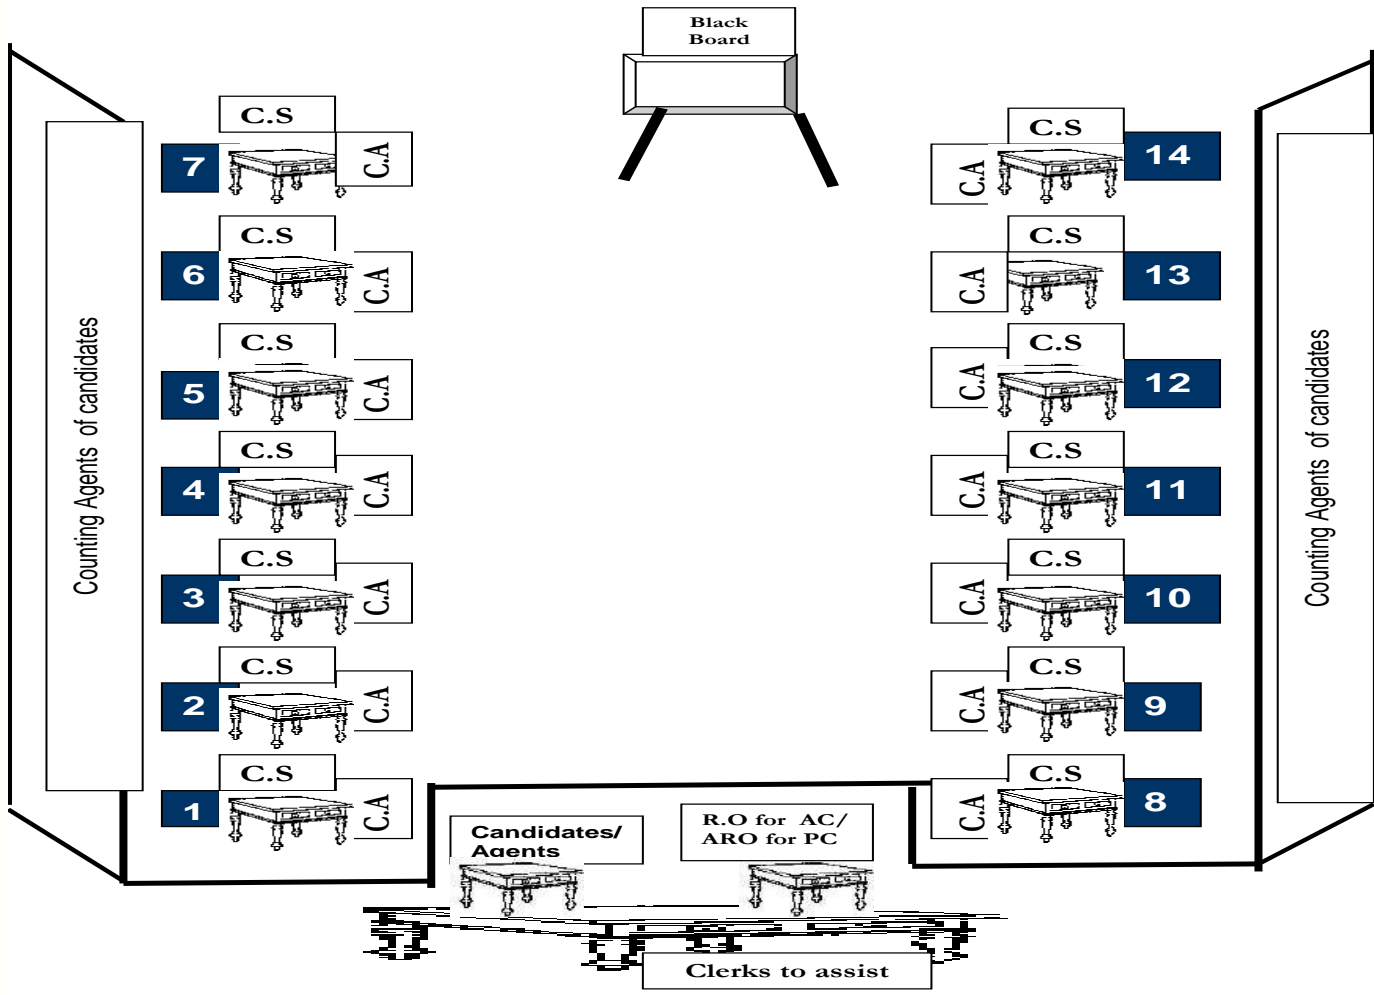 Black
Board
C.S
7
C.A
C.S
14
C.A
C.S
6
C.A
C.S
13
C.A
C.S
5
C.A
C.S
12
C.A
C.S
4
C.A
C.S
11
C.A
C.S
3
C.A
C.S
10
C.A
C.S
2
C.A
C.S
9
C.A
C.S
1
C.A
C.S
8
C.A
Counting Agents of candidates
Counting Agents of candidates
Candidates/
Agents
R.O for AC/
ARO for PC
Clerks to assist